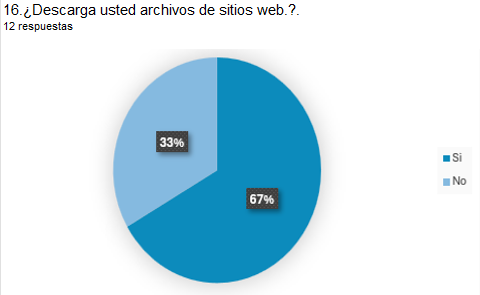 16.¿Descarga usted archivos de sitios web.?.
12 respuestas
33%
67%
Si
No